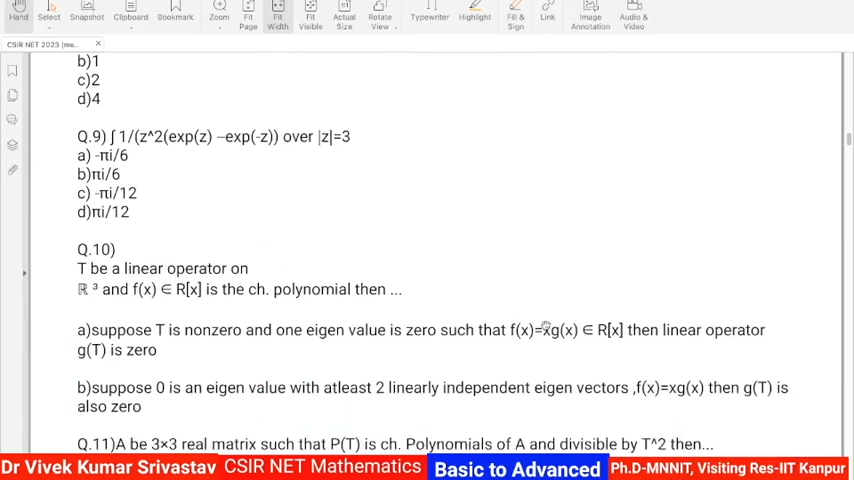 Hand
Select
Snapshot
Clipboard
Bookmark
Zoom
Fit Page
Fit Width
Fit Visible
Actual Size
Rotate View
Typewriter
Highlight
Fill & Sign
Link
Image Annotation
Audio & Video
CSIR NET 2023 (me... ×
b)1
c)2
d)4
Q.9) ∫ 1/(z^2(exp(z) –exp(-z)) over |z|=3
a) -πi/6
b)πi/6
c) -πi/12
d)πi/12
Q.10)
T be a linear operator on
ℝ ³ and f(x) ∈ R[x] is the ch. polynomial then ...
a)suppose T is nonzero and one eigen value is zero such that f(x)=xg(x) ∈ R[x] then linear operator
g(T) is zero
b)suppose 0 is an eigen value with atleast 2 linearly independent eigen vectors ,f(x)=xg(x) then g(T) is
also zero
Q.11)A be 3×3 real matrix such that P(T) is ch. Polynomials of A and divisible by T^2 then...
Dr Vivek Kumar Srivastav CSIR NET Mathematics Basic to Advanced Ph.D-MNNIT, Visiting Res-IIT Kanpur